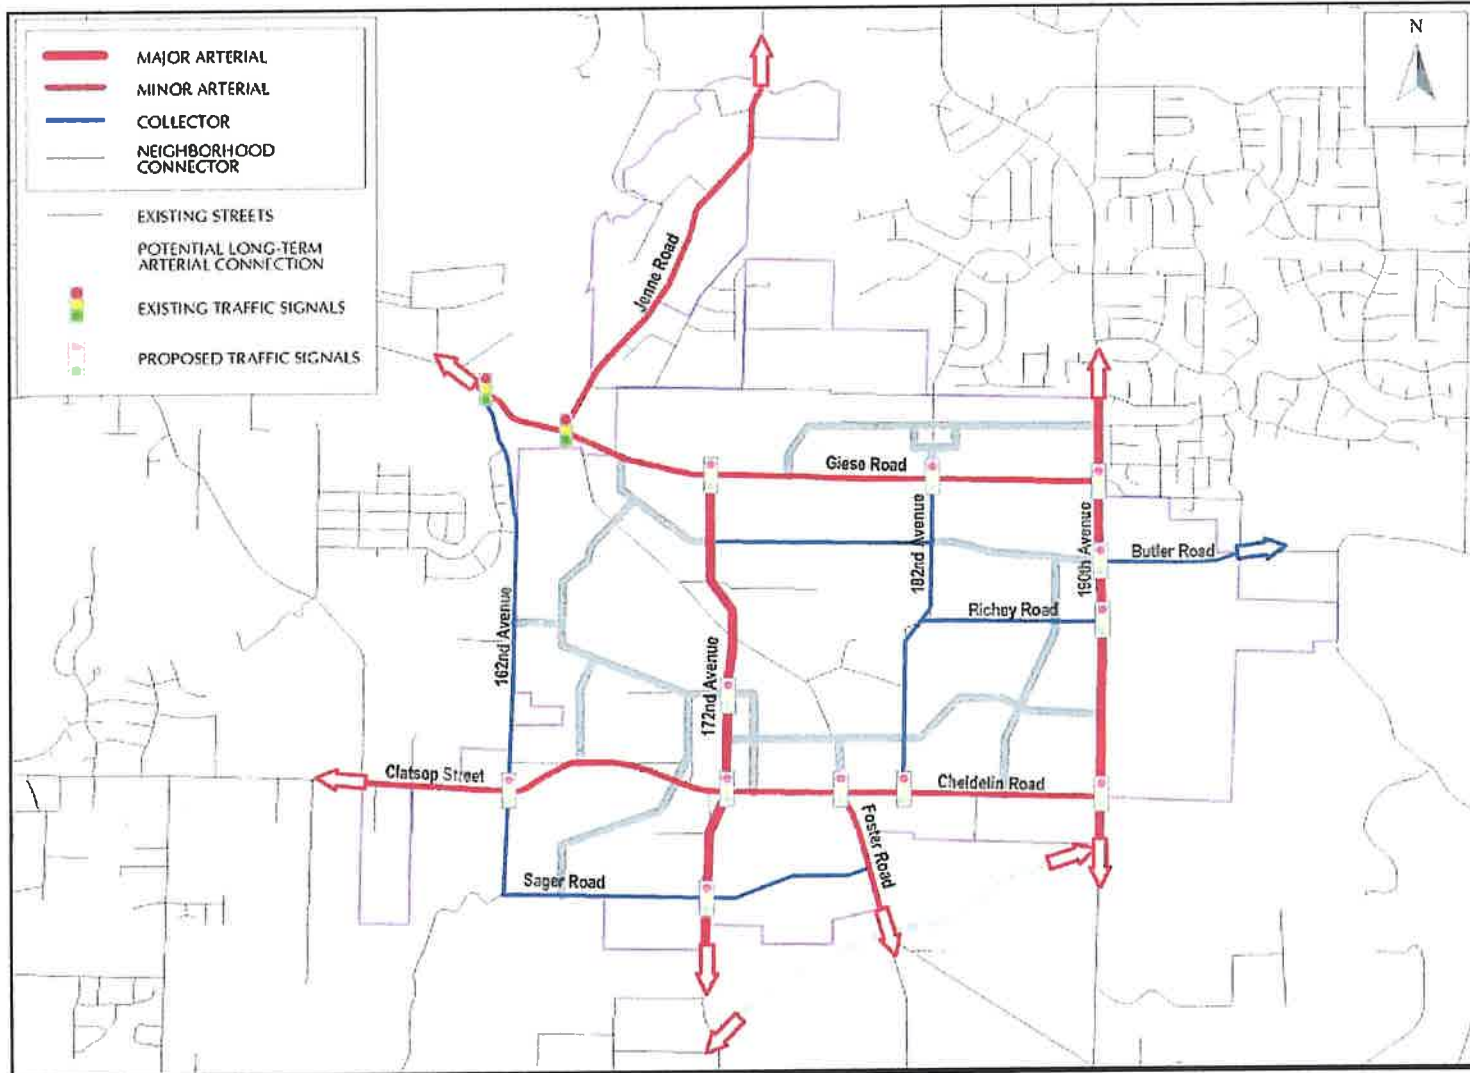 MAJOR ARTERIAL
MINOR ARTERIAL
COLLECTOR
NEIGHBORHOOD
CONNECTOR
EXISTING STREETS
POTENTIAL LONG-TERM
ARTERIAL CONNECTION
EXISTING TRAFFIC SIGNALS
PROPOSED TRAFFIC SIGNALS
N
Jenne Road
Giese Road
182nd Avenue
190th Avenue
Butler Road
Richey Road
162nd Avenue
172nd Avenue
Clatsop Street
Cheldelin Road
Foster Road
Sager Road